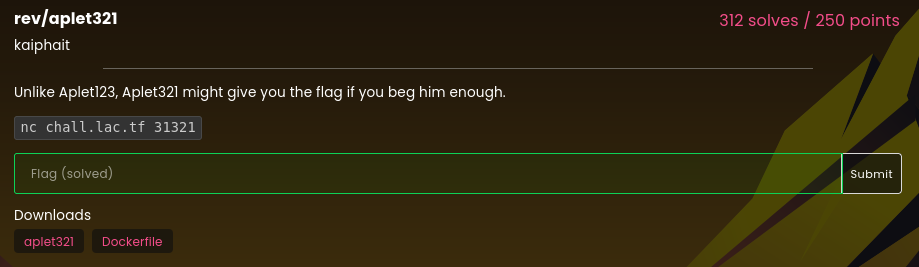 rev/aplet321
312 solves / 250 points
kaiphait
Unlike Aplet123, Aplet321 might give you the flag if you beg him enough.
nc chall.lac.tf 31321
Flag (solved)
Submit
Downloads
aplet321 Dockerfile